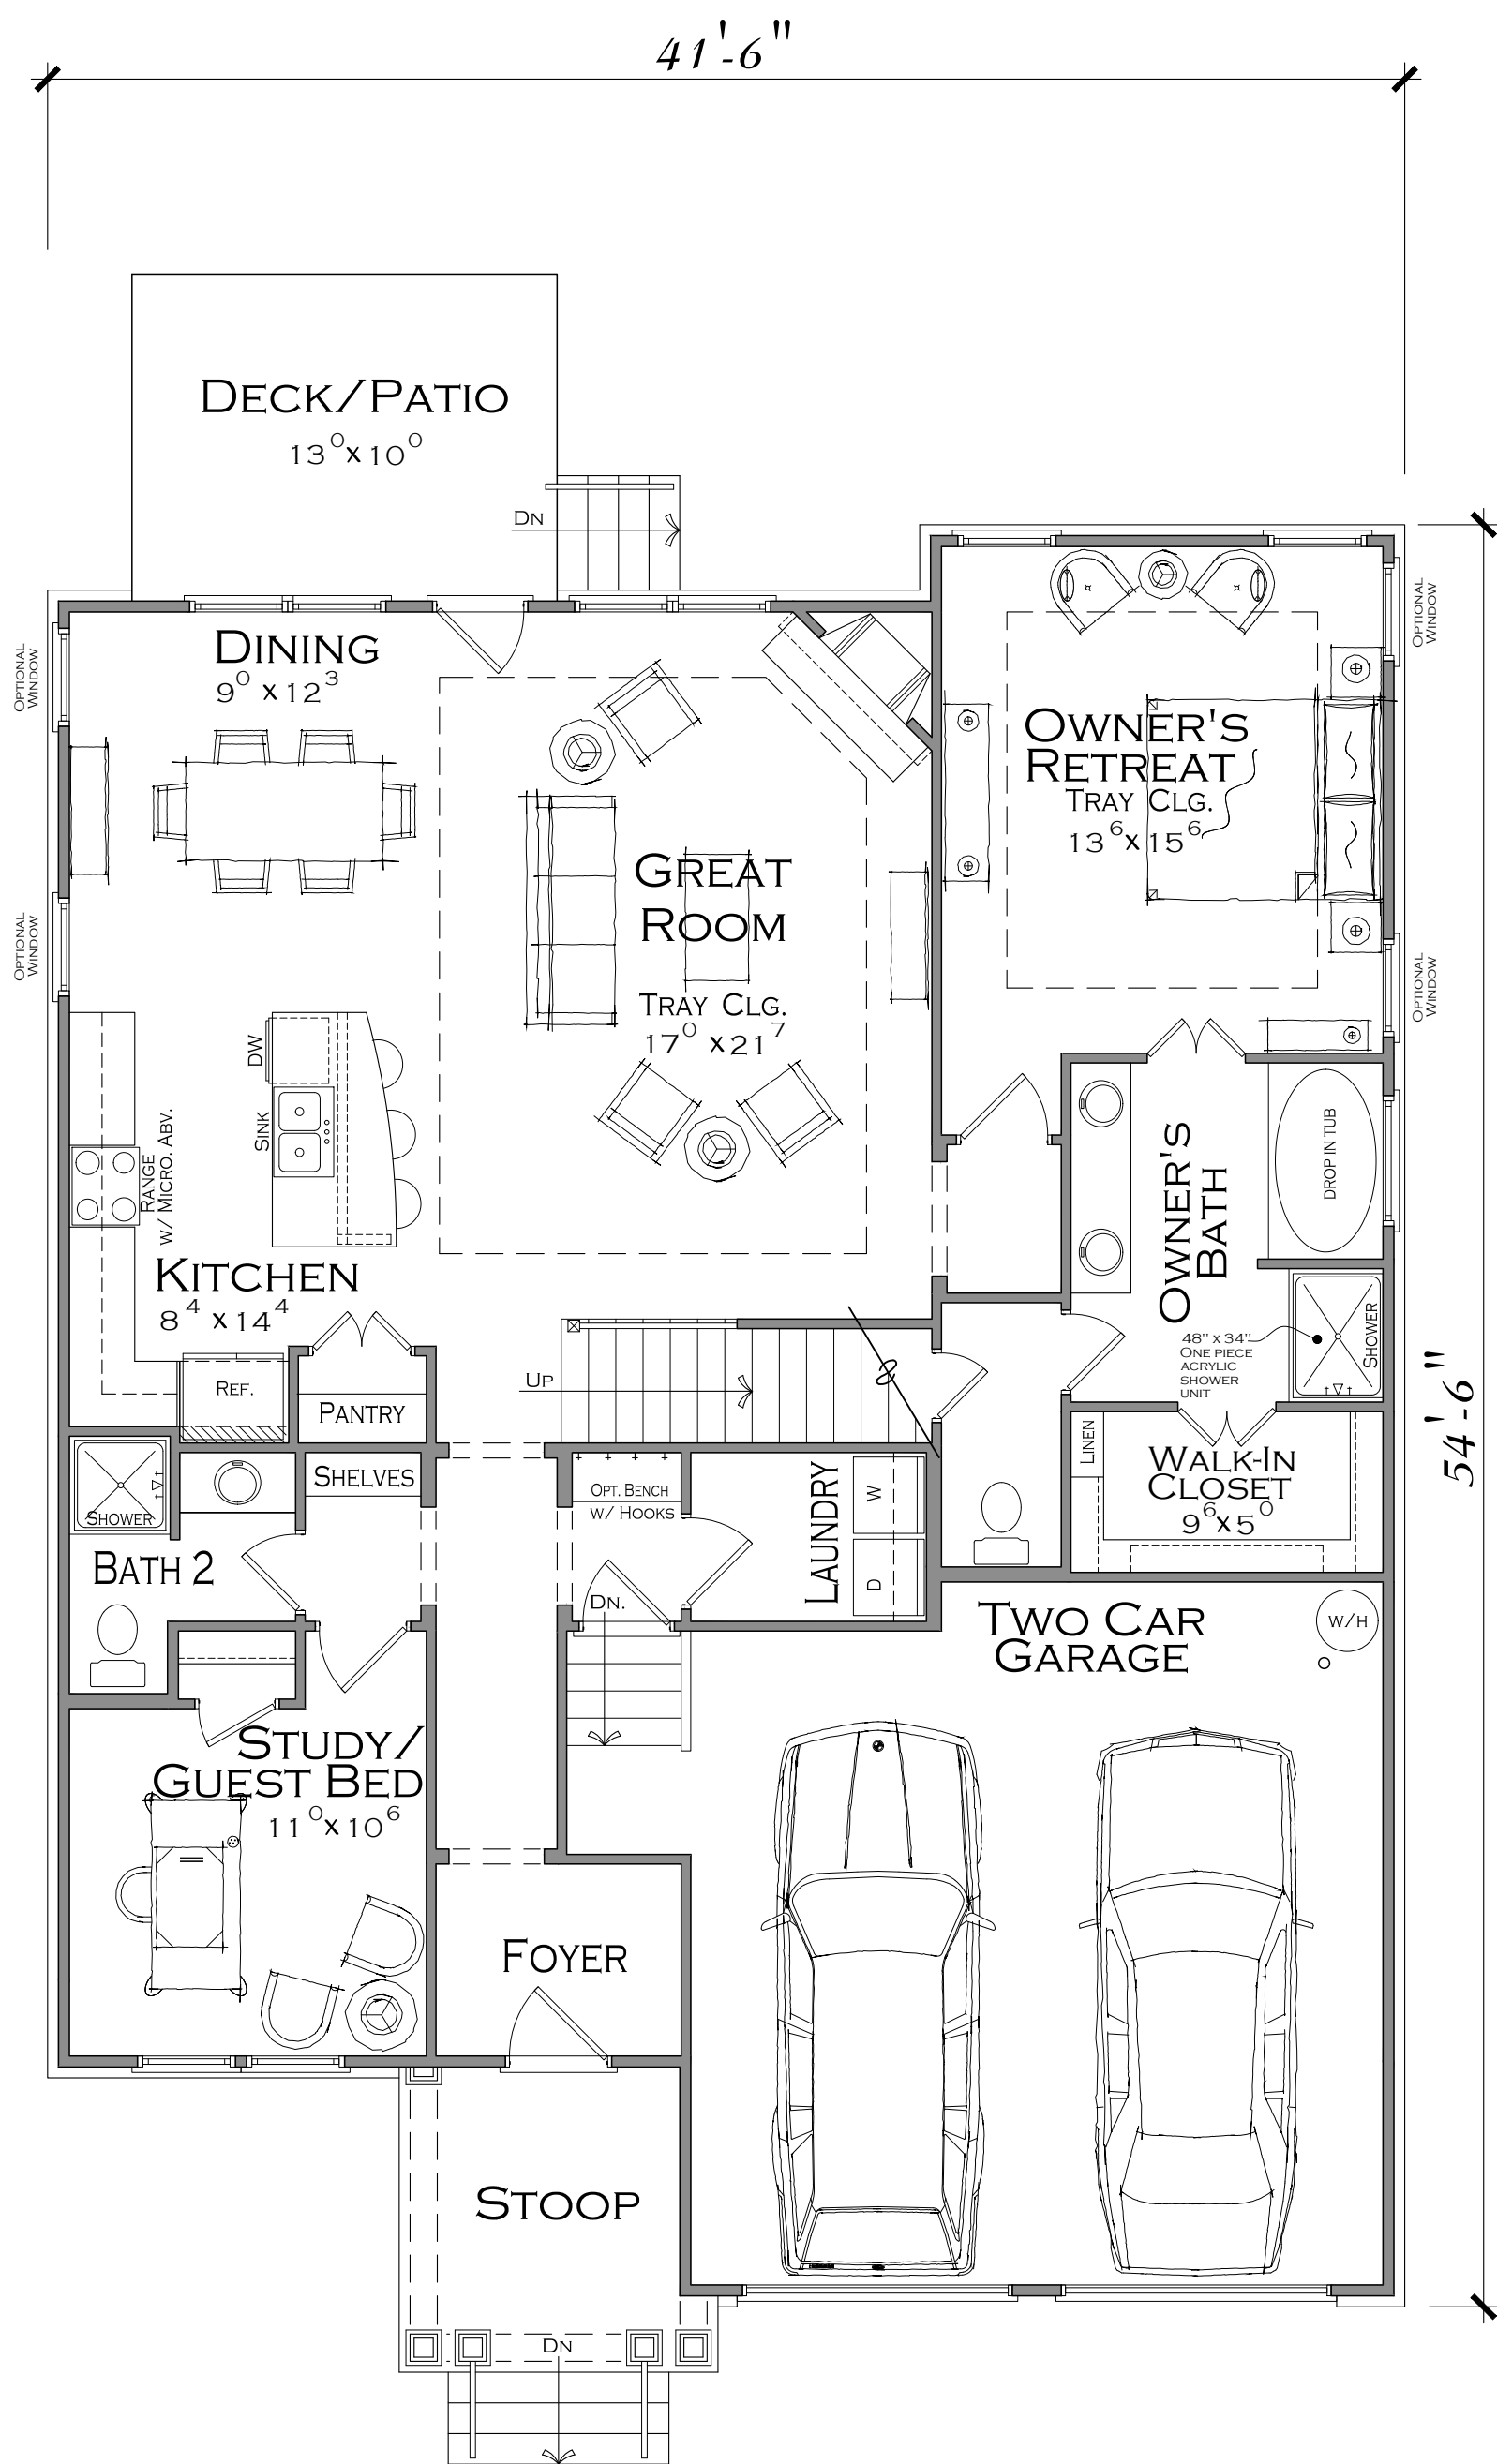 41'-6"
DECK/PATIO
13⁰x10⁰
DN
DINING
9⁰ x12³
OPTIONAL
WINDOW
OPTIONAL
WINDOW
OWNER'S
RETREAT
TRAY CLG.
13⁶x15⁶
GREAT
ROOM
TRAY CLG.
17⁰ x21⁷
OPTIONAL
WINDOW
OPTIONAL
WINDOW
DW
SINK
RANGE
W/ MICRO. ABV.
KITCHEN
8⁴ x14⁴
OWNER'S
BATH
DROP IN TUB
48" x 34"
ONE PIECE
ACRYLIC
SHOWER
UNIT
SHOWER
REF.
PANTRY
UP
54'-6"
SHOWER
SHELVES
OPT. BENCH
W/ HOOKS
LAUNDRY
W
D
LINEN
WALK-IN
CLOSET
9⁶x5⁰
BATH 2
DN.
TWO CAR
GARAGE
W/H
STUDY/
GUEST BED
11⁰x10⁶
FOYER
STOOP
DN